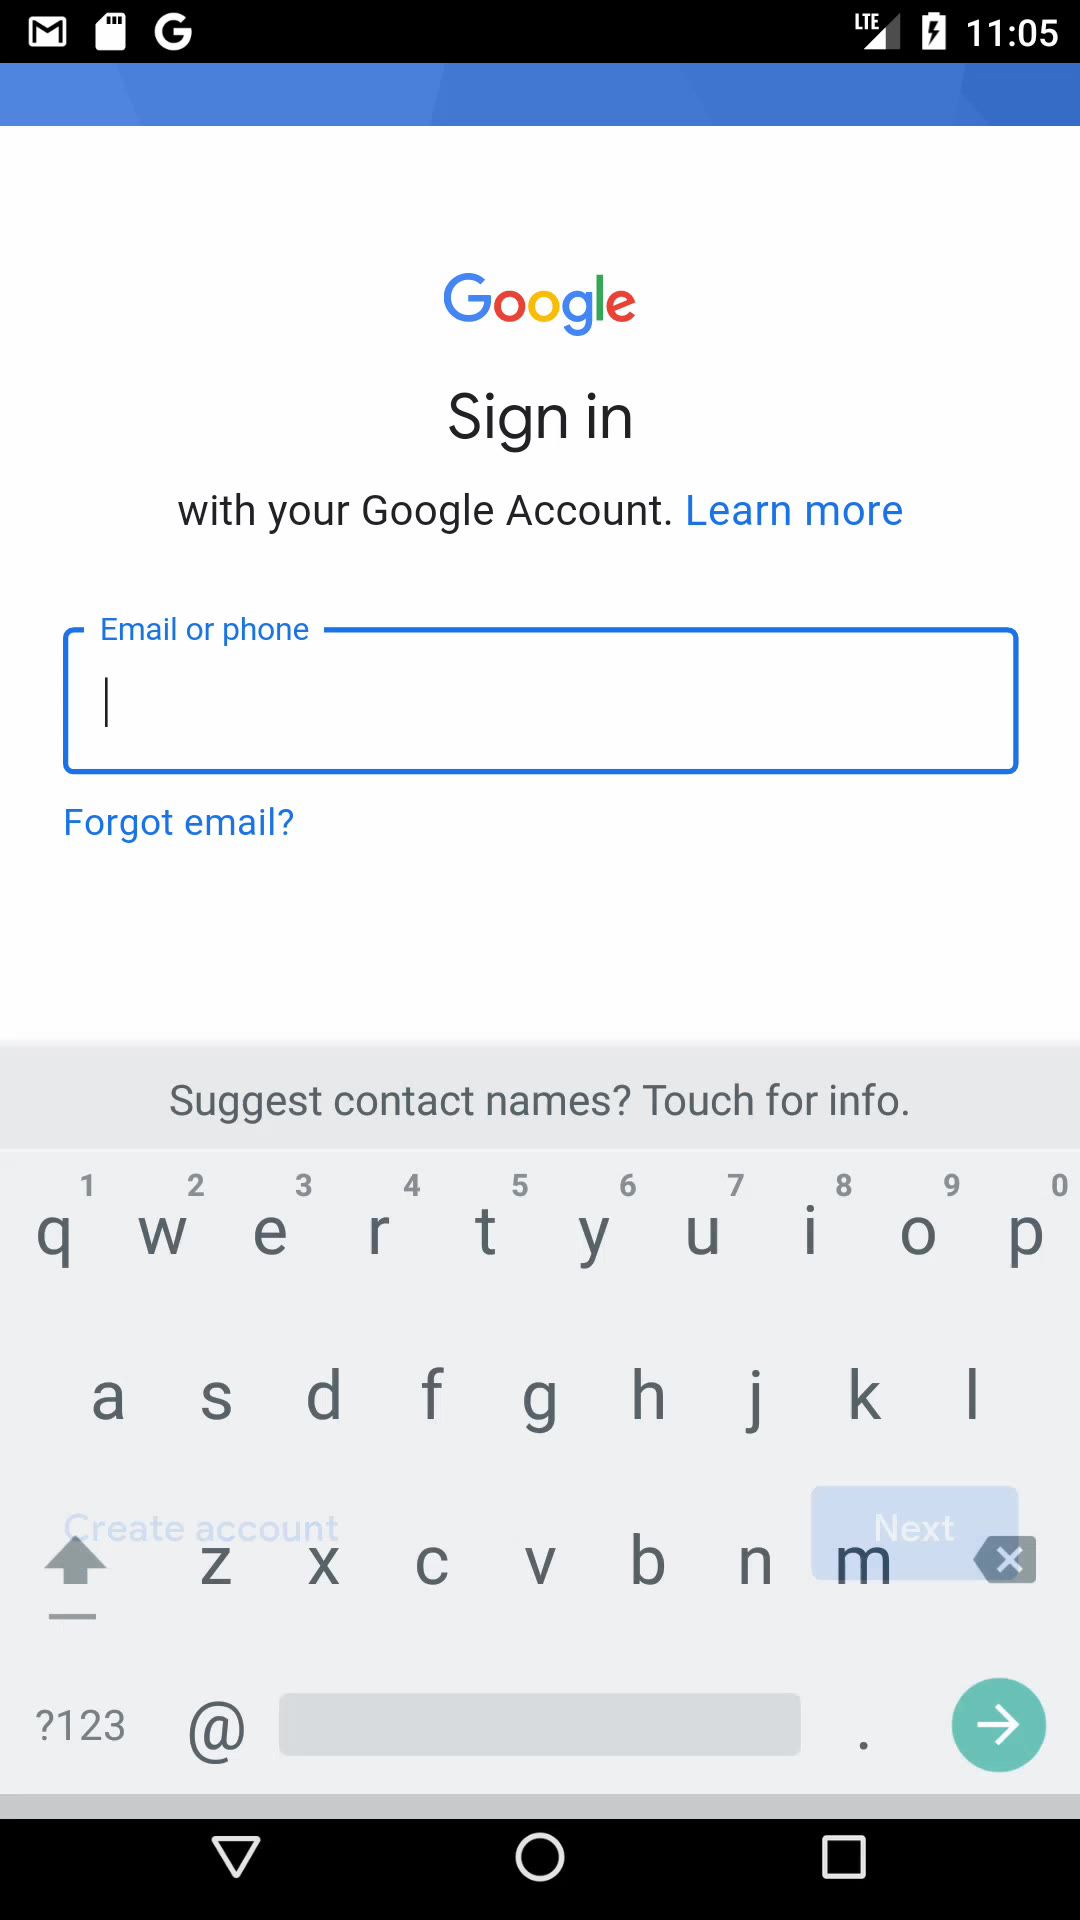 LTE 11:05
Google
Sign in
with your Google Account. Learn more
Email or phone
Forgot email?
Suggest contact names? Touch for info.
1 2 3 4 5 6 7 8 9 0
q w e r t y u i o p
a s d f g h j k l
Create account Next
z x c v b n m
?123 @ .